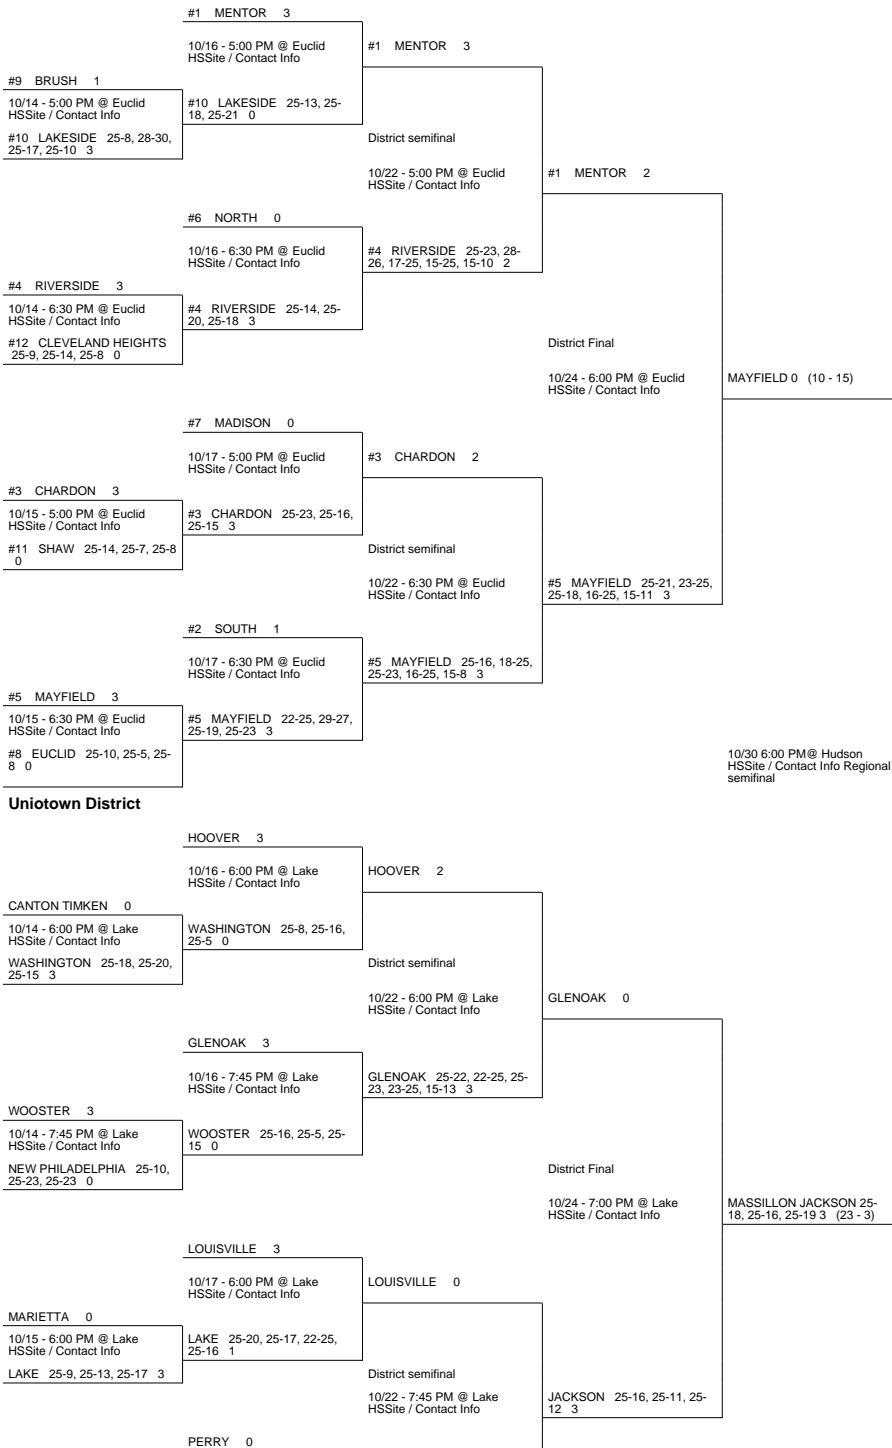 #1 MENTOR 3
10/16 - 5:00 PM @ Euclid
HSSite / Contact Info
#1 MENTOR 3
#9 BRUSH 1
10/14 - 5:00 PM @ Euclid
HSSite / Contact Info
#10 LAKESIDE 25-13, 25-
18, 25-21 0
#10 LAKESIDE 25-8, 28-30,
25-17, 25-10 3
District semifinal
10/22 - 5:00 PM @ Euclid
HSSite / Contact Info
#1 MENTOR 2
#6 NORTH 0
10/16 - 6:30 PM @ Euclid
HSSite / Contact Info
#4 RIVERSIDE 25-23, 28-
26, 17-25, 15-25, 15-10 2
#4 RIVERSIDE 3
10/14 - 6:30 PM @ Euclid
HSSite / Contact Info
#4 RIVERSIDE 25-14, 25-
20, 25-18 3
#12 CLEVELAND HEIGHTS
25-9, 25-14, 25-8 0
District Final
10/24 - 6:00 PM @ Euclid
HSSite / Contact Info
MAYFIELD 0 (10 - 15)
#7 MADISON 0
10/17 - 5:00 PM @ Euclid
HSSite / Contact Info
#3 CHARDON 2
#3 CHARDON 3
10/15 - 5:00 PM @ Euclid
HSSite / Contact Info
#3 CHARDON 25-23, 25-16,
25-15 3
#11 SHAW 25-14, 25-7, 25-8
0
District semifinal
10/22 - 6:30 PM @ Euclid
HSSite / Contact Info
#5 MAYFIELD 25-21, 23-25,
25-18, 16-25, 15-11 3
#2 SOUTH 1
10/17 - 6:30 PM @ Euclid
HSSite / Contact Info
#5 MAYFIELD 25-16, 18-25,
25-23, 16-25, 15-8 3
#5 MAYFIELD 3
10/15 - 6:30 PM @ Euclid
HSSite / Contact Info
#5 MAYFIELD 22-25, 29-27,
25-19, 25-23 3
#8 EUCLID 25-10, 25-5, 25-
8 0
10/30 6:00 PM@ Hudson
HSSite / Contact Info Regional
semifinal
Uniotown District
HOOVER 3
10/16 - 6:00 PM @ Lake
HSSite / Contact Info
HOOVER 2
CANTON TIMKEN 0
10/14 - 6:00 PM @ Lake
HSSite / Contact Info
WASHINGTON 25-8, 25-16,
25-5 0
WASHINGTON 25-18, 25-20,
25-15 3
District semifinal
10/22 - 6:00 PM @ Lake
HSSite / Contact Info
GLENOAK 0
GLENOAK 3
10/16 - 7:45 PM @ Lake
HSSite / Contact Info
GLENOAK 25-22, 22-25, 25-
23, 23-25, 15-13 3
WOOSTER 3
10/14 - 7:45 PM @ Lake
HSSite / Contact Info
WOOSTER 25-16, 25-5, 25-
15 0
NEW PHILADELPHIA 25-10,
25-23, 25-23 0
District Final
10/24 - 7:00 PM @ Lake
HSSite / Contact Info
MASSILLON JACKSON 25-
18, 25-16, 25-19 3 (23 - 3)
LOUISVILLE 3
10/17 - 6:00 PM @ Lake
HSSite / Contact Info
LOUISVILLE 0
MARIETTA 0
10/15 - 6:00 PM @ Lake
HSSite / Contact Info
LAKE 25-20, 25-17, 22-25,
25-16 1
LAKE 25-9, 25-13, 25-17 3
District semifinal
10/22 - 7:45 PM @ Lake
HSSite / Contact Info
JACKSON 25-16, 25-11, 25-
12 3
PERRY 0